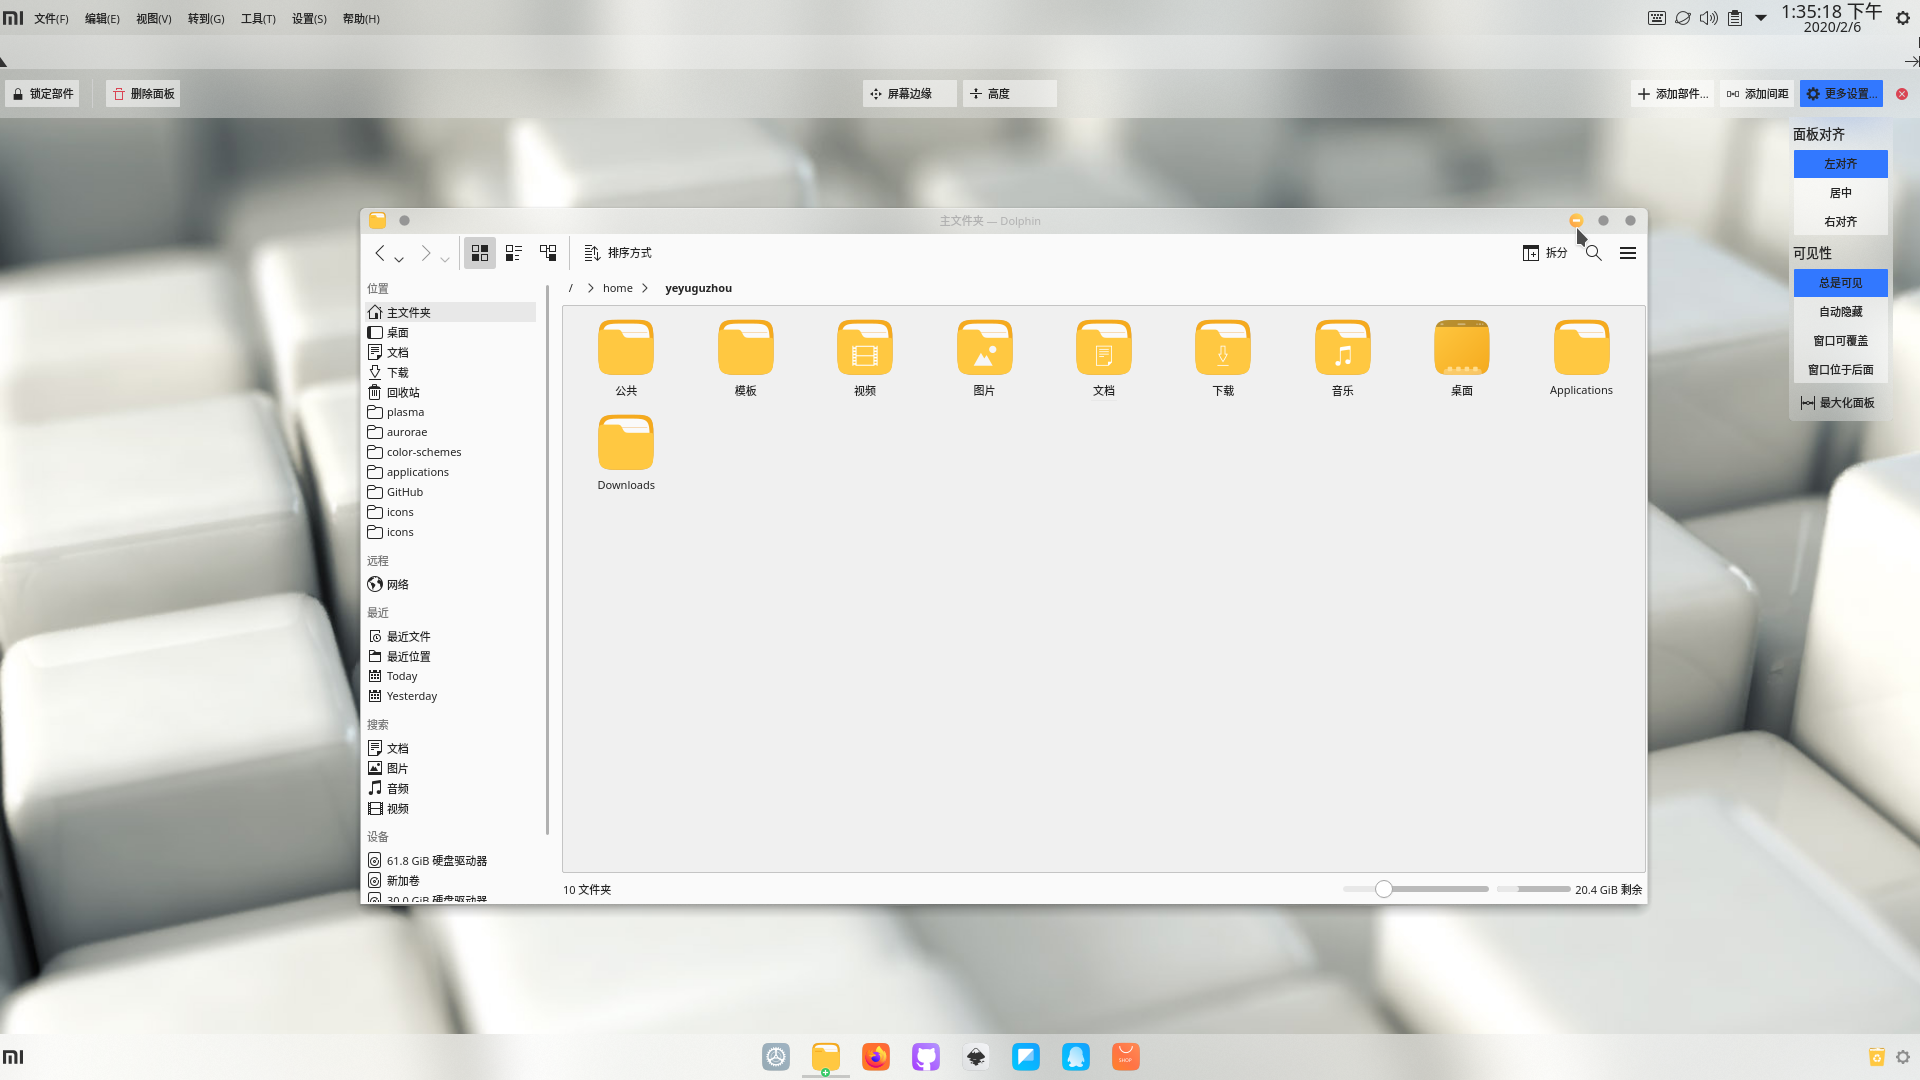 文件(F) 编辑(E) 视图(V) 转到(G) 工具(T) 设置(S) 帮助(H)
1:35:18 下午
2020/2/6
锁定部件 删除面板 屏幕边缘 高度 添加部件... 添加间距 更多设置...
面板对齐
左对齐
居中
右对齐
可见性
总是可见
自动隐藏
窗口可覆盖
窗口位于后面
最大化面板
主文件夹 — Dolphin
排序方式 拆分
/ home yeyuguzhou
位置
主文件夹
桌面
文档
下载
回收站
plasma
aurorae
color-schemes
applications
GitHub
icons
icons
远程
网络
最近
最近文件
最近位置
Today
Yesterday
搜索
文档
图片
音频
视频
设备
61.8 GiB 硬盘驱动器
新加卷
30.0 GiB 硬盘驱动器
公共 模板 视频 图片 文档 下载 音乐 桌面 Applications
Downloads
10 文件夹 20.4 GiB 剩余
SHOP